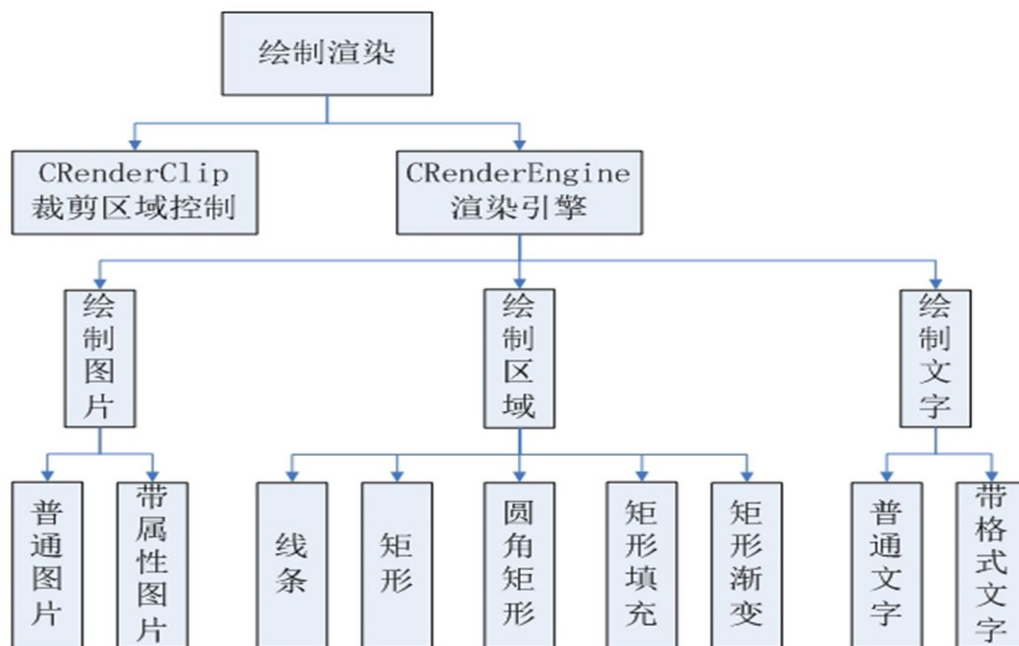 绘制渲染
CRenderClip
裁剪区域控制
CRenderEngine
渲染引擎
绘制图片
绘制区域
绘制文字
普通图片
带属性图片
线条
矩形
圆角矩形
矩形填充
矩形渐变
普通文字
带格式文字